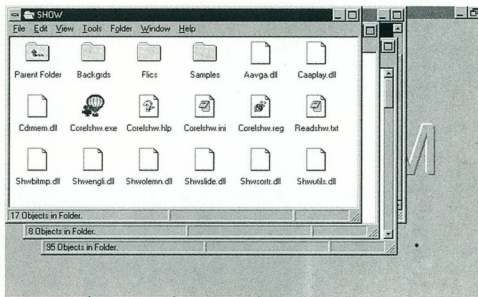 SHOW
File Edit View Tools Folder Window Help
Parent Folder Backgrds Flics Samples Aavga.dll Caaplay.dll
Cdrmem.dll Corelshw.exe Corelshw.hlp Corelshw.ini Corelshw.reg Readshw.txt
Shwbitmp.dll Shwengli.dll Shwolemn.dll Shwslide.dll Shwsortr.dll Shwutils.dll
17 Objects in Folder.
8 Objects in Folder.
95 Objects in Folder.
M